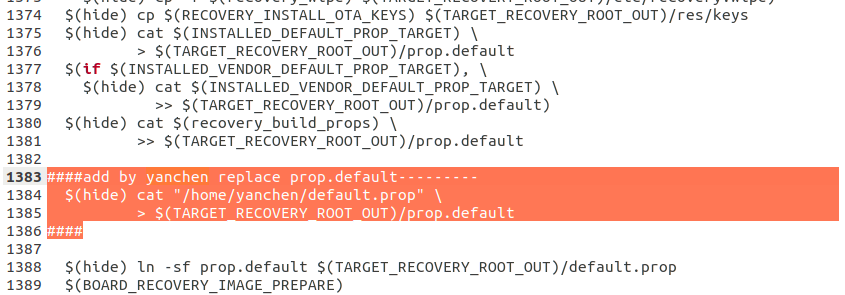 1374   $(hide) cp $(RECOVERY_INSTALL_OTA_KEYS) $(TARGET_RECOVERY_ROOT_OUT)/res/keys
1375   $(hide) cat $(INSTALLED_DEFAULT_PROP_TARGET) \
1376           > $(TARGET_RECOVERY_ROOT_OUT)/prop.default
1377   $(if $(INSTALLED_VENDOR_DEFAULT_PROP_TARGET), \
1378     $(hide) cat $(INSTALLED_VENDOR_DEFAULT_PROP_TARGET) \
1379             >> $(TARGET_RECOVERY_ROOT_OUT)/prop.default)
1380   $(hide) cat $(recovery_build_props) \
1381           >> $(TARGET_RECOVERY_ROOT_OUT)/prop.default
1382
1383 ####add by yanchen replace prop.default---------
1384   $(hide) cat "/home/yanchen/default.prop" \
1385           > $(TARGET_RECOVERY_ROOT_OUT)/prop.default
1386 ####
1387
1388   $(hide) ln -sf prop.default $(TARGET_RECOVERY_ROOT_OUT)/default.prop
1389   $(BOARD_RECOVERY_IMAGE_PREPARE)